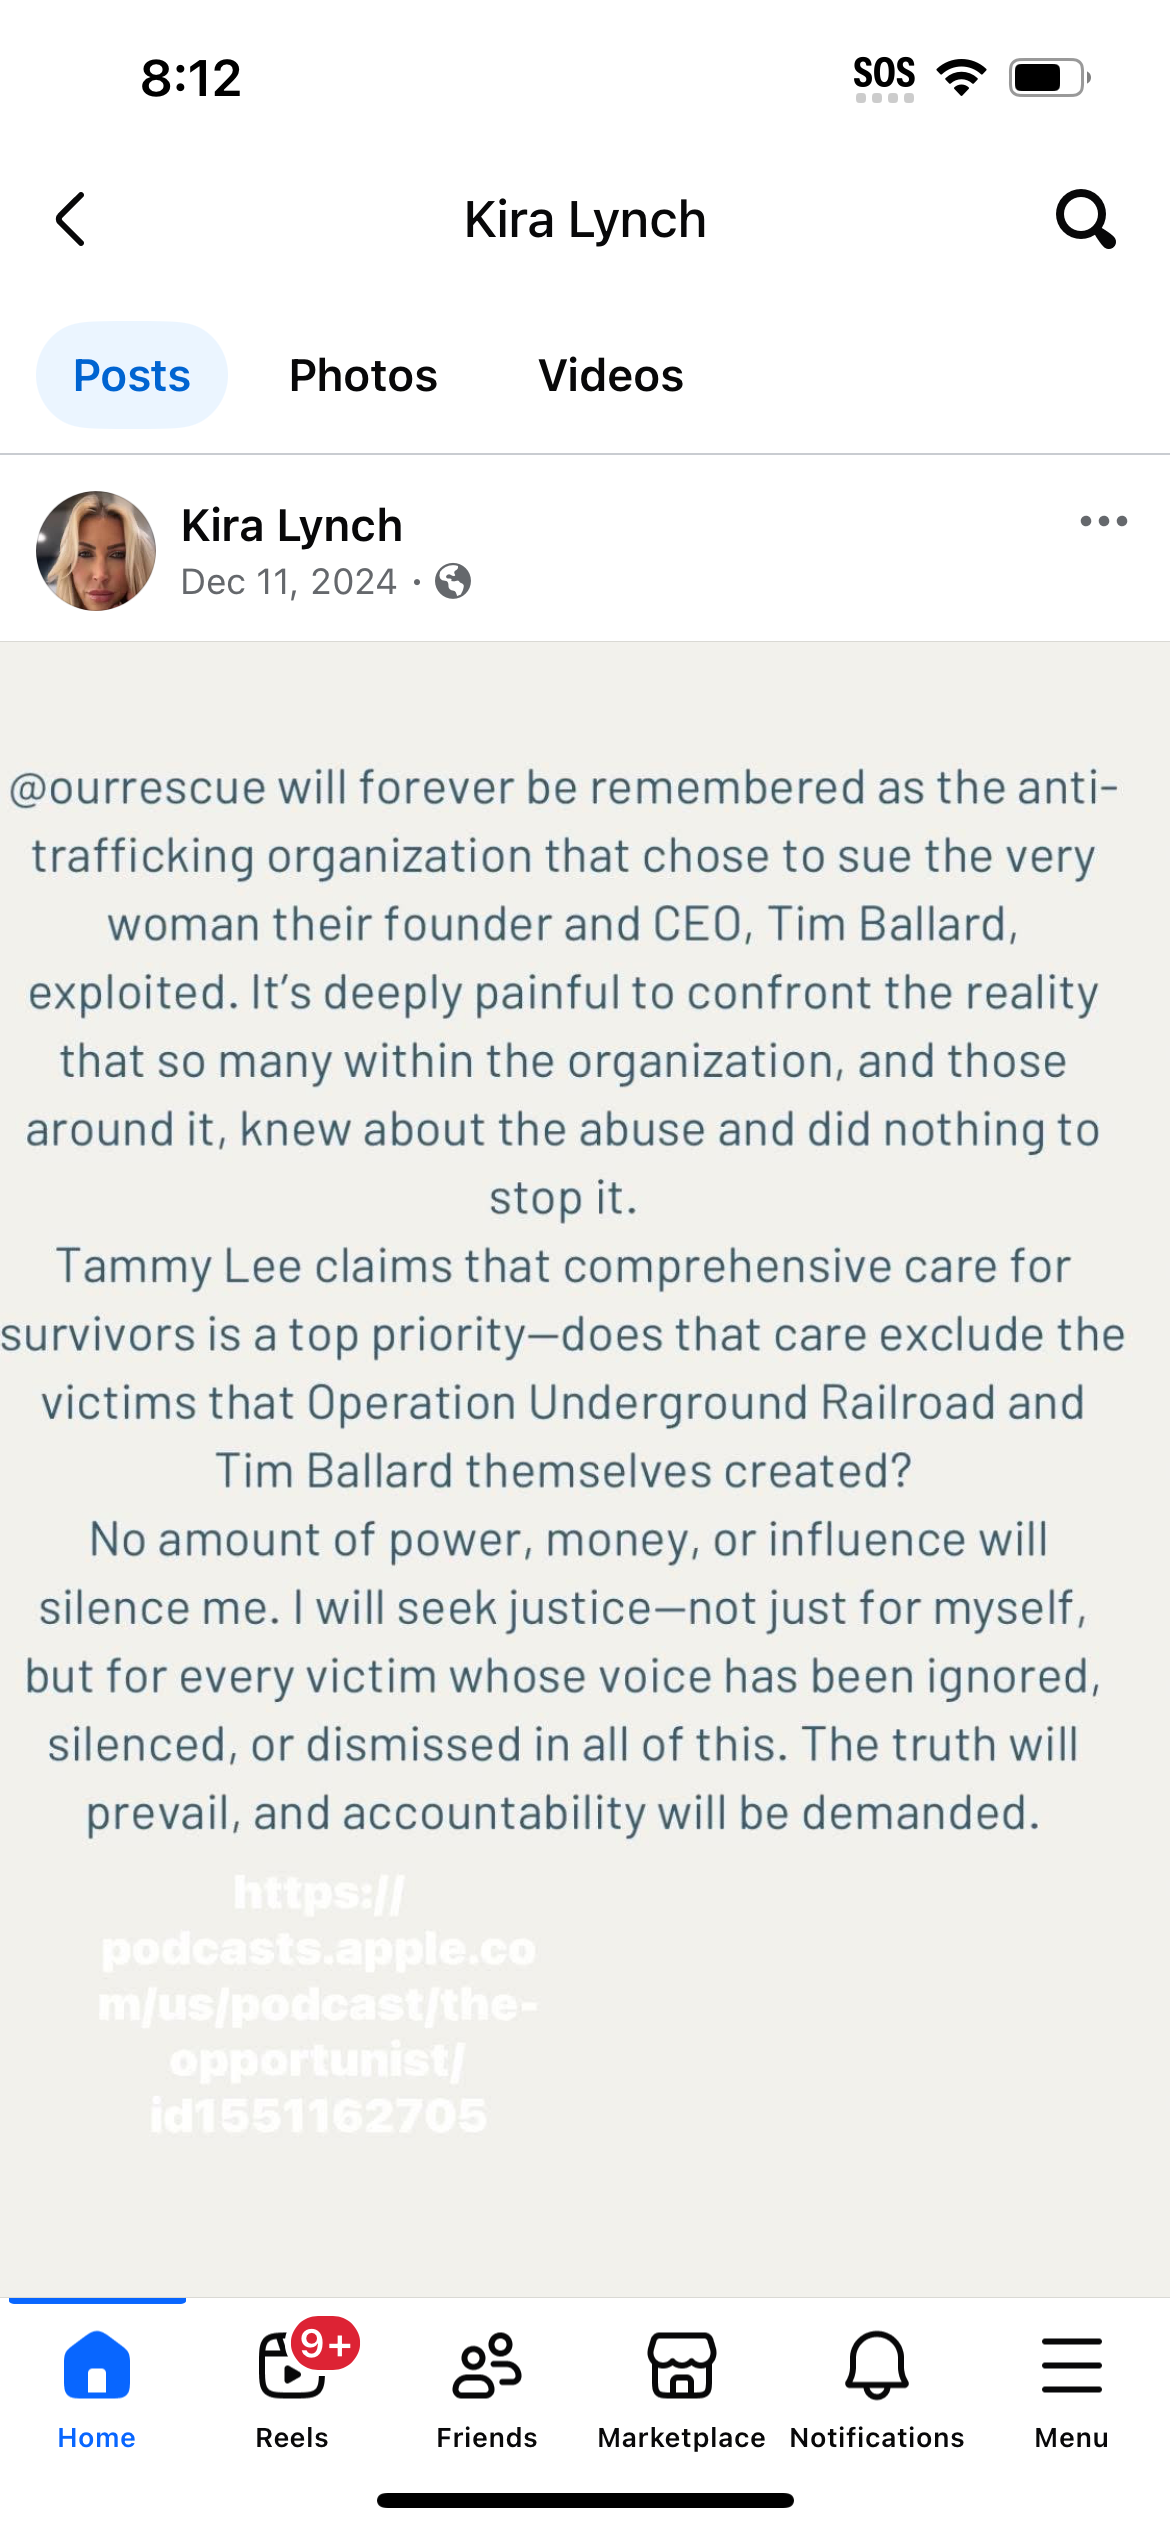 8:12
SOS
Kira Lynch
Posts
Photos
Videos
Kira Lynch
Dec 11, 2024 ·
@ourrescue will forever be remembered as the anti-
trafficking organization that chose to sue the very
woman their founder and CEO, Tim Ballard,
exploited. It's deeply painful to confront the reality
that so many within the organization, and those
around it, knew about the abuse and did nothing to
stop it.
Tammy Lee claims that comprehensive care for
survivors is a top priority—does that care exclude the
victims that Operation Underground Railroad and
Tim Ballard themselves created?
No amount of power, money, or influence will
silence me. I will seek justice—not just for myself,
but for every victim whose voice has been ignored,
silenced, or dismissed in all of this. The truth will
prevail, and accountability will be demanded.
https://
podcasts.apple.co
m/us/podcast/the-
opportunist/
id1551162705
9+
Home
Reels
Friends
Marketplace
Notifications
Menu